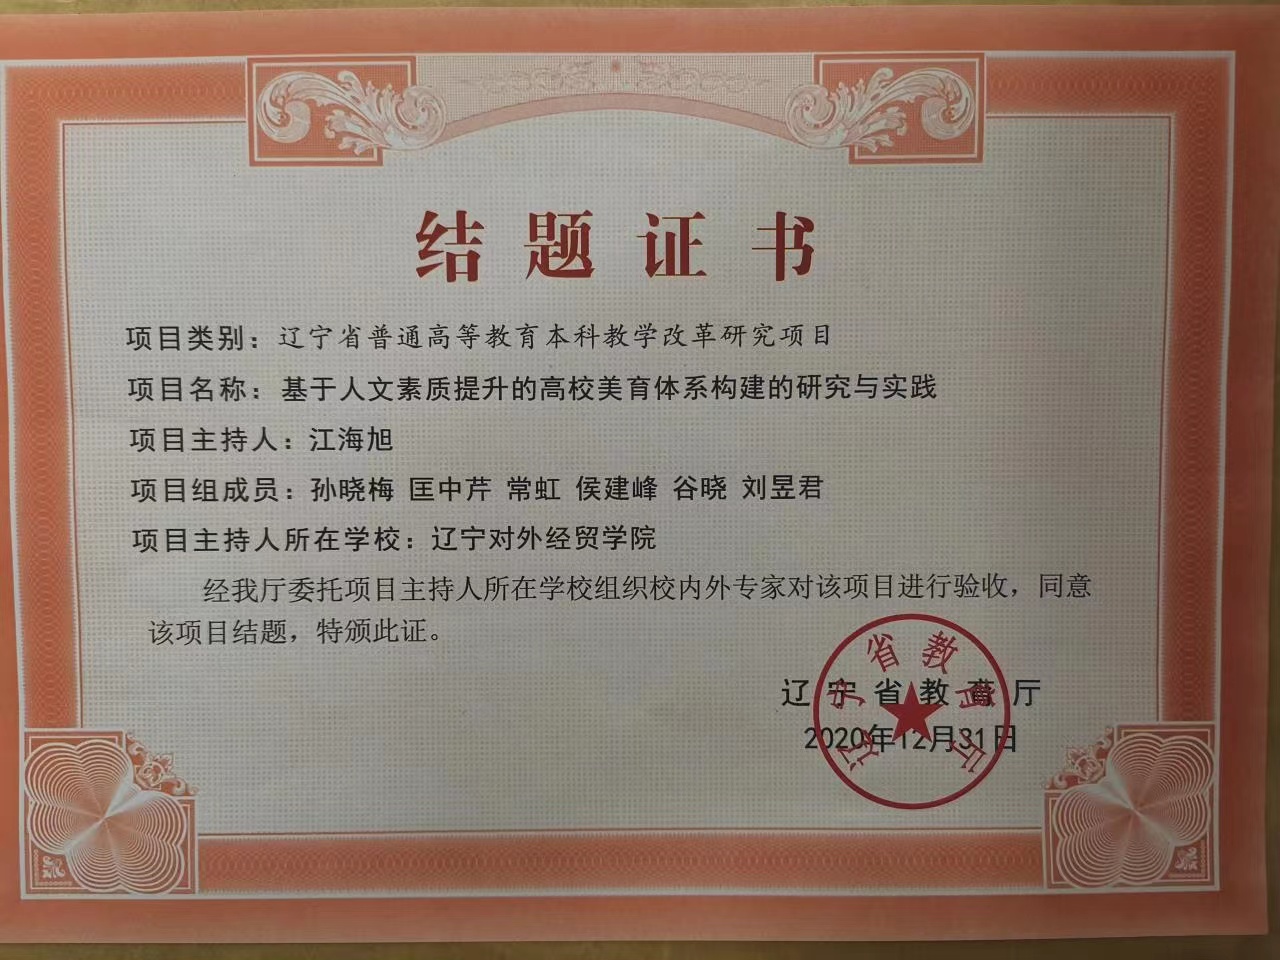 结题证书
项目类别：辽宁省普通高等教育本科教学改革研究项目
项目名称：基于人文素质提升的高校美育体系构建的研究与实践
项目主持人：江海旭
项目组成员：孙晓梅 匡中芹 常虹 侯建峰 谷晓 刘昱君
项目主持人所在学校：辽宁对外经贸学院
经我厅委托项目主持人所在学校组织校内外专家对该项目进行验收，同意
该项目结题，特颁此证。
辽宁省教育厅
辽宁省教育厅
2020年12月31日